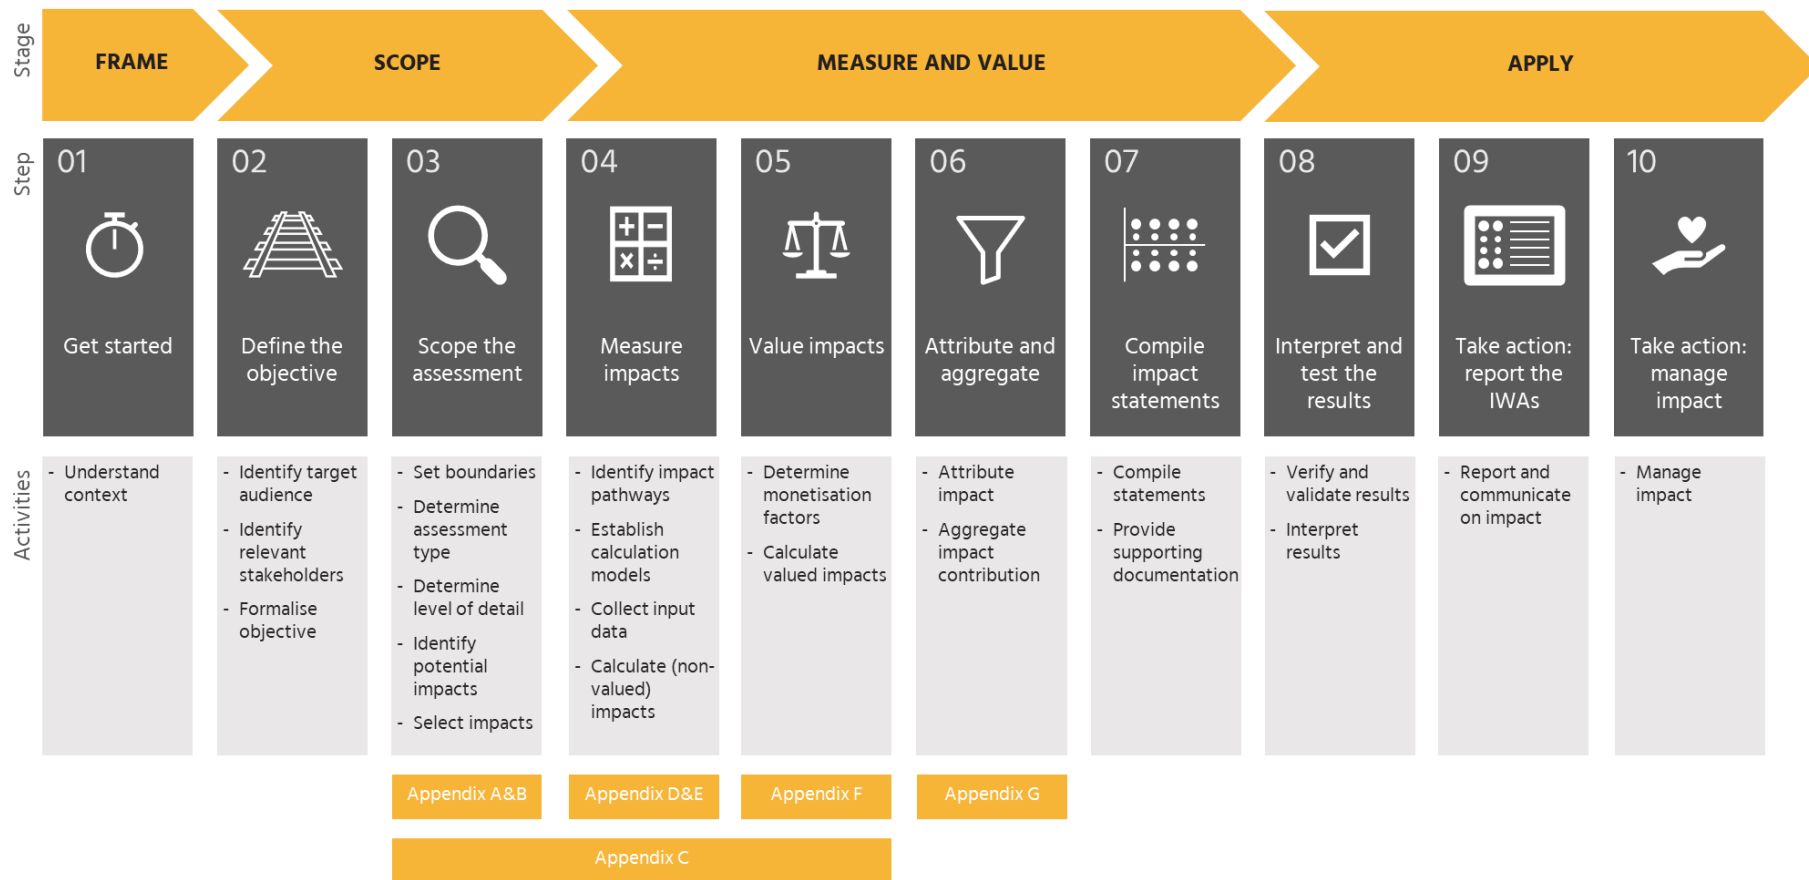 Stage
FRAME
SCOPE
MEASURE AND VALUE
APPLY
Step
01
Get started
02
Define the
objective
03
Scope the
assessment
04
Measure
impacts
05
Value impacts
06
Attribute and
aggregate
07
Compile
impact
statements
08
Interpret and
test the
results
09
Take action:
report the
IWAs
10
Take action:
manage
impact
Activities
- Understand
context
- Identify target
audience
- Identify
relevant
stakeholders
- Formalise
objective
- Set boundaries
- Determine
assessment
type
- Determine
level of detail
- Identify
potential
impacts
- Select impacts
- Identify impact
pathways
- Establish
calculation
models
- Collect input
data
- Calculate (non-
valued)
impacts
- Determine
monetisation
factors
- Calculate
valued impacts
- Attribute
impact
- Aggregate
impact
contribution
- Compile
statements
- Provide
supporting
documentation
- Verify and
validate results
- Interpret
results
- Report and
communicate
on impact
- Manage
impact
Appendix A&B
Appendix D&E
Appendix F
Appendix G
Appendix C